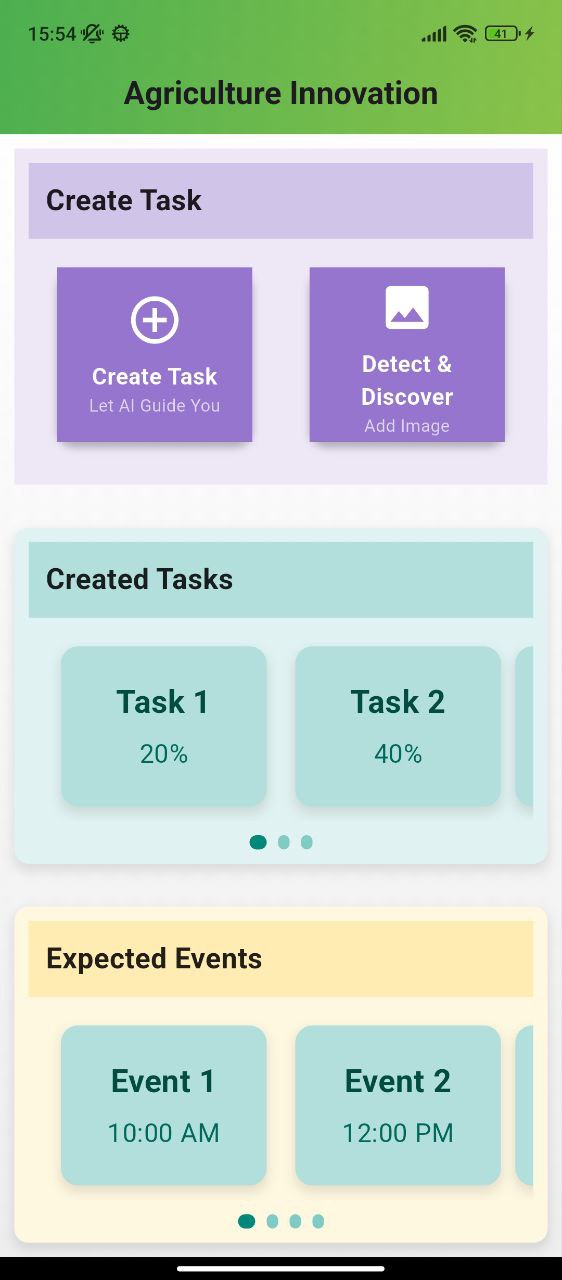 15:54
41
Agriculture Innovation
Create Task
Create Task
Let AI Guide You
Detect &
Discover
Add Image
Created Tasks
Task 1
20%
Task 2
40%
Expected Events
Event 1
10:00 AM
Event 2
12:00 PM